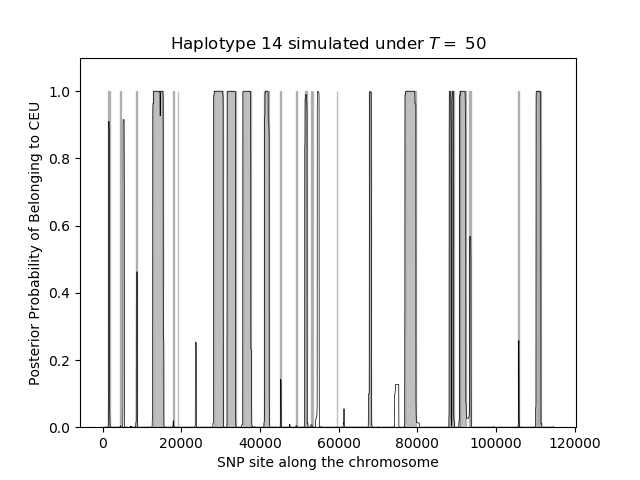 Haplotype 14 simulated under T = 50
Posterior Probability of Belonging to CEU
1.0
0.8
0.6
0.4
0.2
0.0
0 20000 40000 60000 80000 100000 120000
SNP site along the chromosome